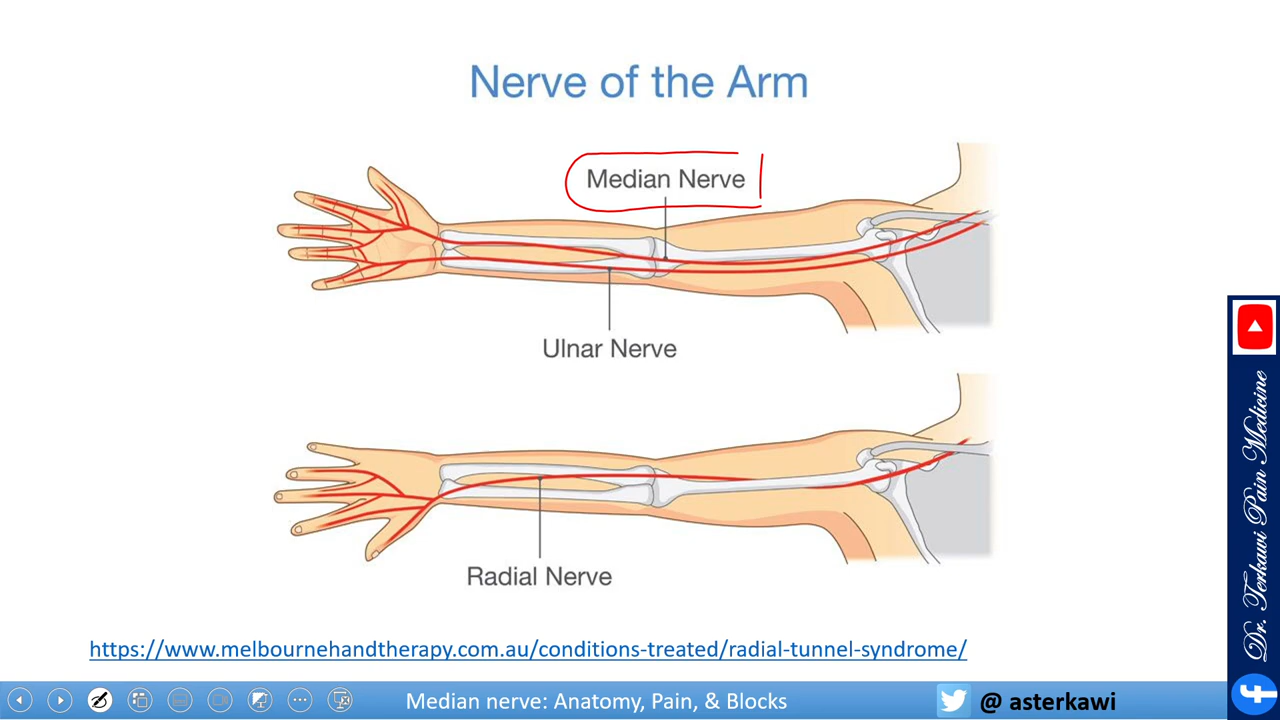 Nerve of the Arm
Median Nerve
Ulnar Nerve
Radial Nerve
https://www.melbournehandtherapy.com.au/conditions-treated/radial-tunnel-syndrome/
Median nerve: Anatomy, Pain, & Blocks
@ asterkawi
Dr. Terkawi Pain Medicine